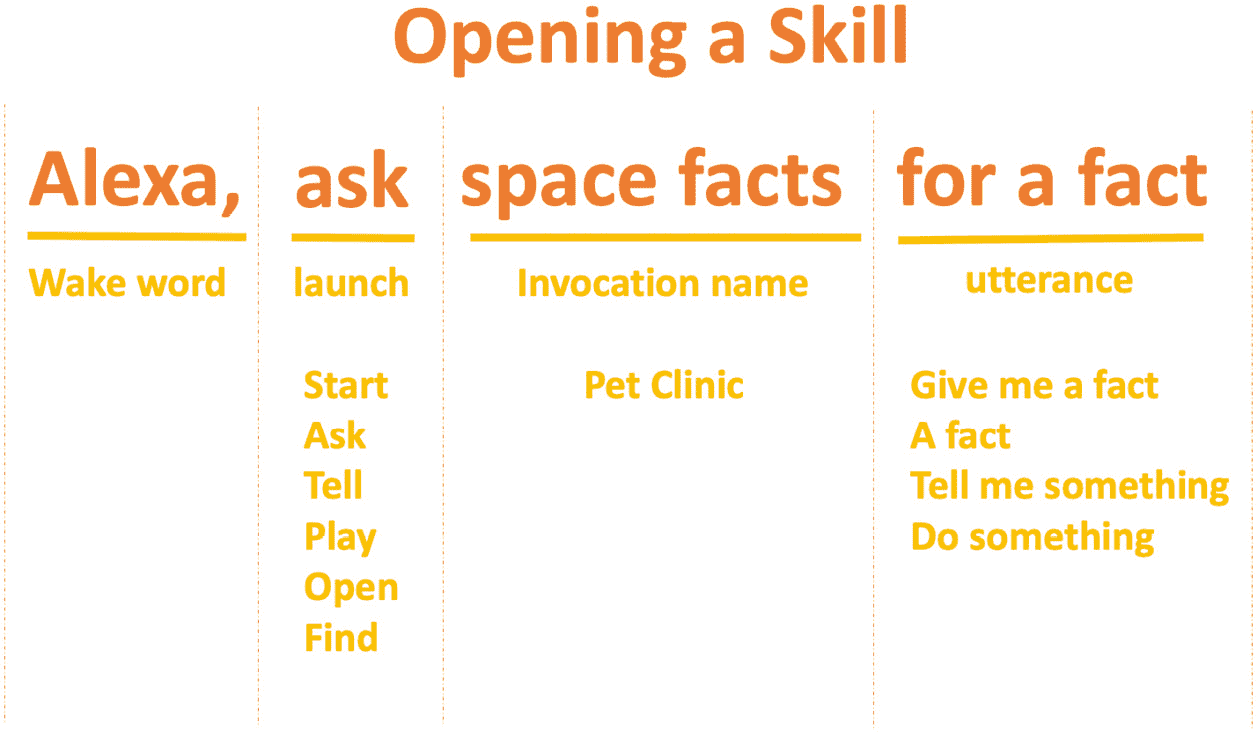 Opening a Skill
Alexa, ask space facts for a fact
Wake word launch Invocation name utterance
Start Pet Clinic Give me a fact
Ask A fact
Tell Tell me something
Play Do something
Open
Find